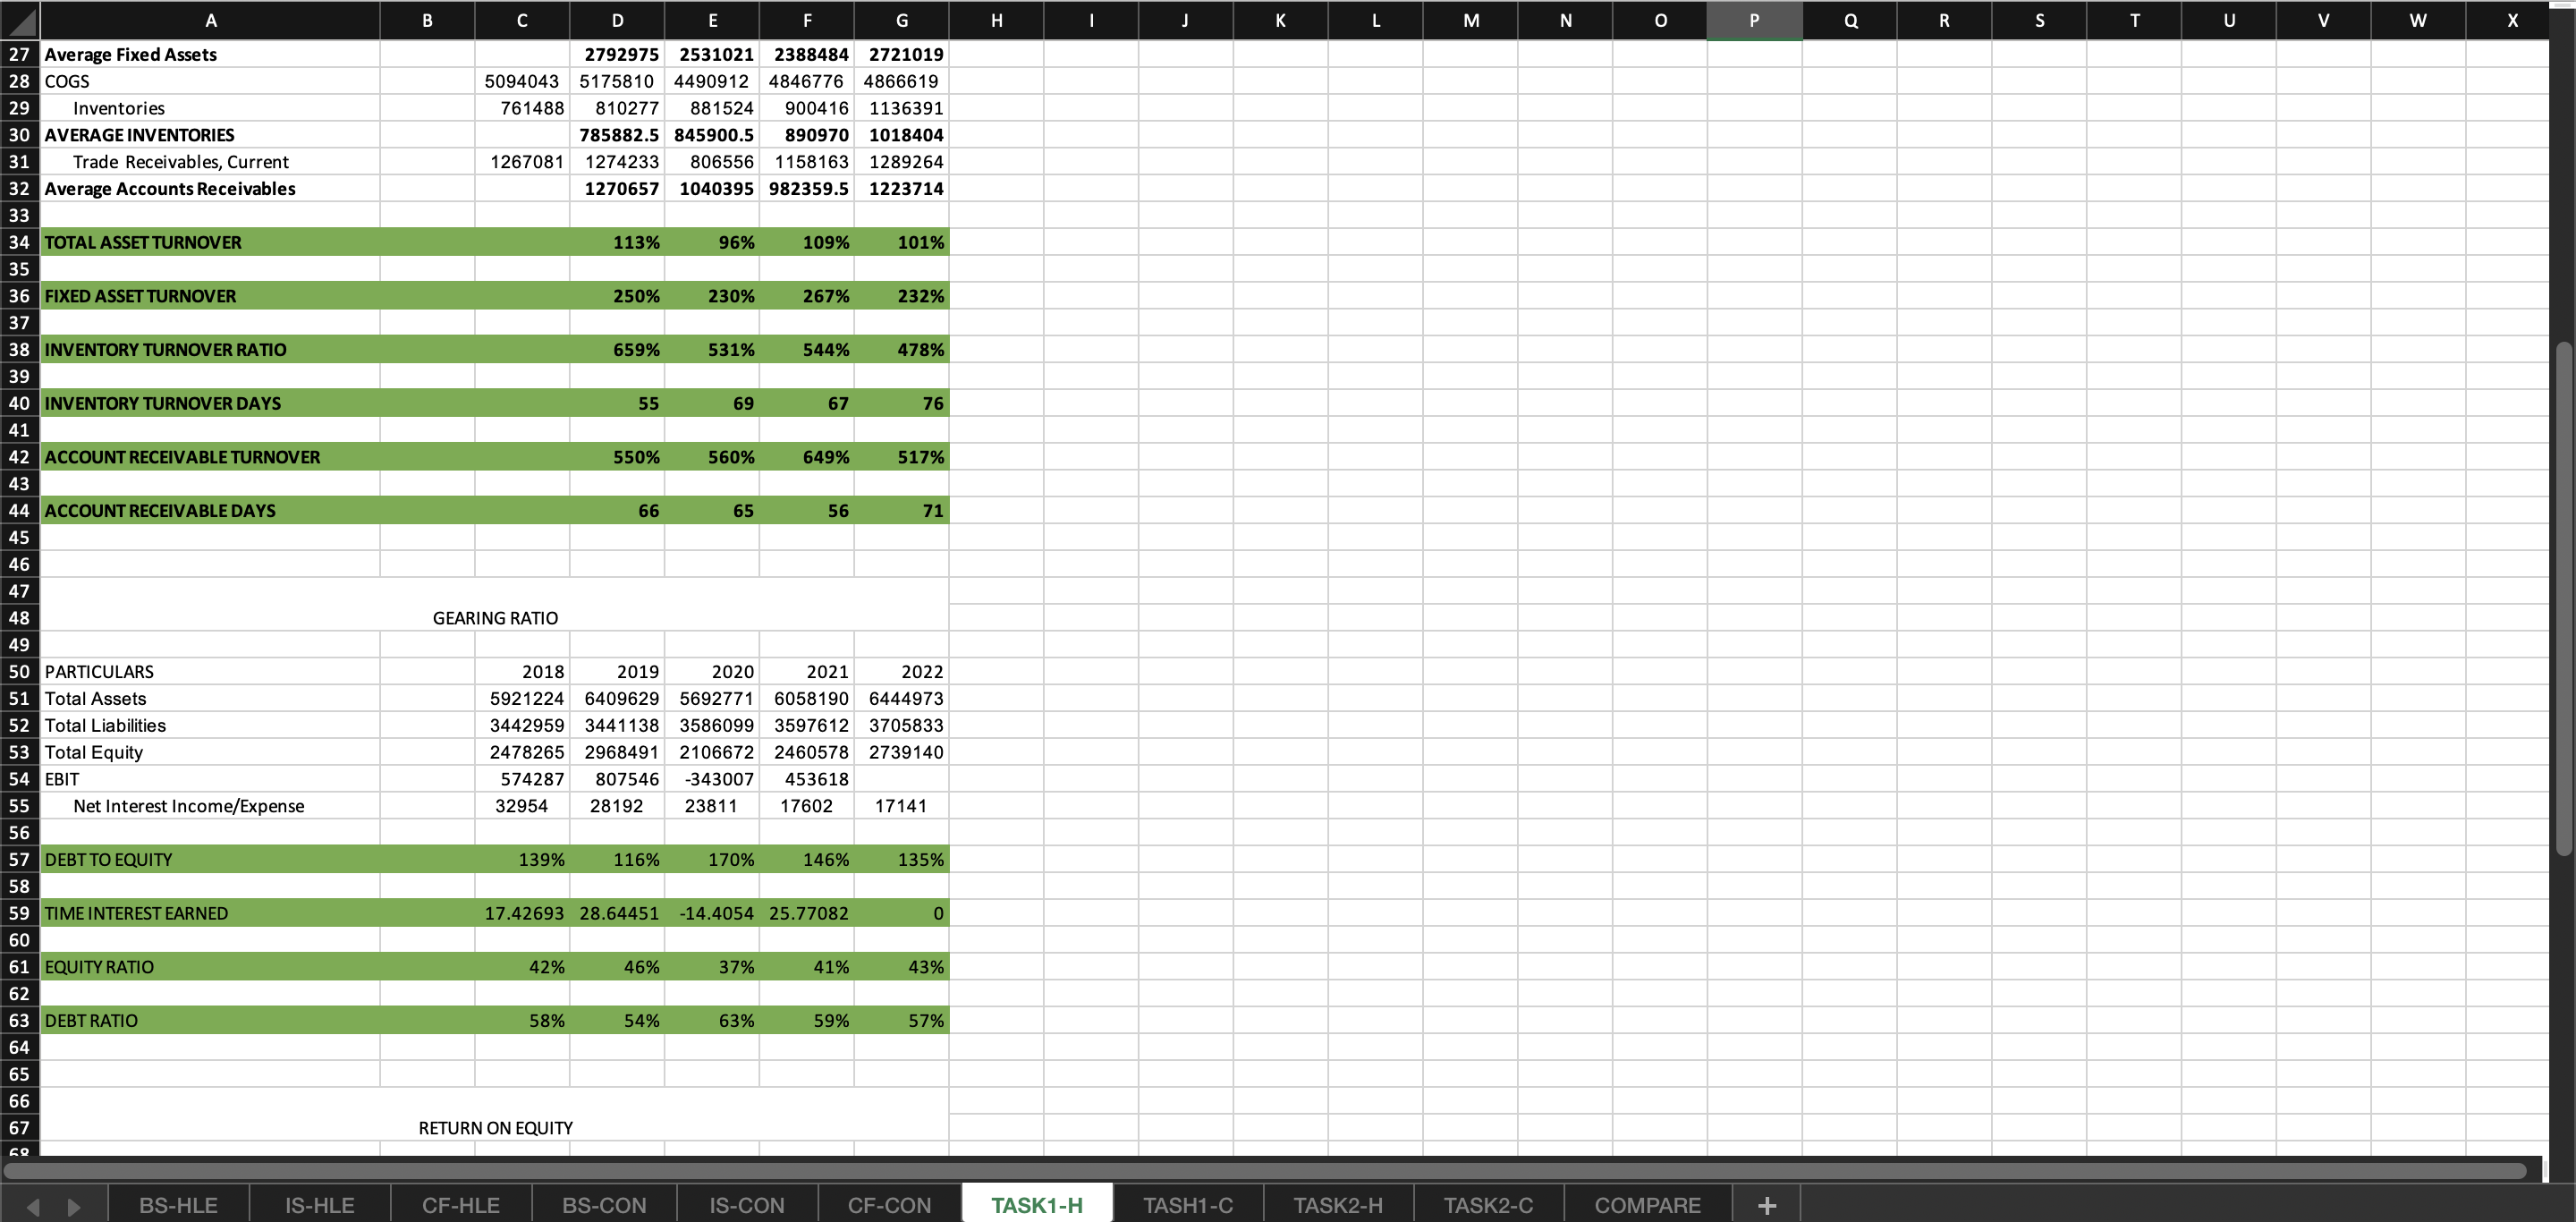 A B C D E F G H I J K L M N O P Q R S T U V W X
27 Average Fixed Assets 2792975 2531021 2388484 2721019
28 COGS 5094043 5175810 4490912 4846776 4866619
29 Inventories 761488 810277 881524 900416 1136391
30 AVERAGE INVENTORIES 785882.5 845900.5 890970 1018404
31 Trade Receivables, Current 1267081 1274233 806556 1158163 1289264
32 Average Accounts Receivables 1270657 1040395 982359.5 1223714
33
34 TOTAL ASSET TURNOVER 113% 96% 109% 101%
35
36 FIXED ASSET TURNOVER 250% 230% 267% 232%
37
38 INVENTORY TURNOVER RATIO 659% 531% 544% 478%
39
40 INVENTORY TURNOVER DAYS 55 69 67 76
41
42 ACCOUNT RECEIVABLE TURNOVER 550% 560% 649% 517%
43
44 ACCOUNT RECEIVABLE DAYS 66 65 56 71
45
46
47
48 GEARING RATIO
49
50 PARTICULARS 2018 2019 2020 2021 2022
51 Total Assets 5921224 6409629 5692771 6058190 6444973
52 Total Liabilities 3442959 3441138 3586099 3597612 3705833
53 Total Equity 2478265 2968491 2106672 2460578 2739140
54 EBIT 574287 807546 -343007 453618
55 Net Interest Income/Expense 32954 28192 23811 17602 17141
56
57 DEBT TO EQUITY 139% 116% 170% 146% 135%
58
59 TIME INTEREST EARNED 17.42693 28.64451 -14.4054 25.77082 0
60
61 EQUITY RATIO 42% 46% 37% 41% 43%
62
63 DEBT RATIO 58% 54% 63% 59% 57%
64
65
66
67 RETURN ON EQUITY
68
BS-HLE IS-HLE CF-HLE BS-CON IS-CON CF-CON TASK1-H TASH1-C TASK2-H TASK2-C COMPARE +